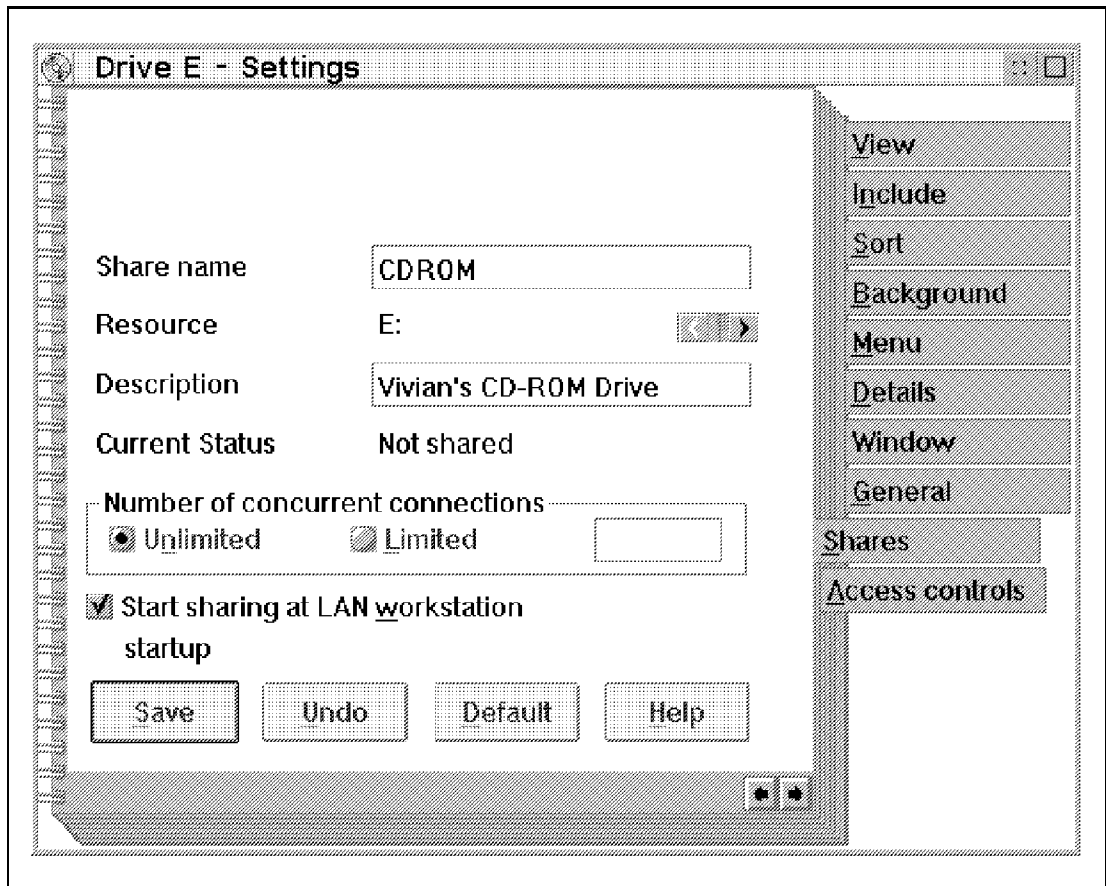 Drive E - Settings
View
Include
Sort
Background
Menu
Details
Window
General
Shares
Access controls
Share name CDROM
Resource E:
Description Vivian's CD-ROM Drive
Current Status Not shared
Number of concurrent connections
Unlimited Limited
Start sharing at LAN workstation
startup
Save Undo Default Help